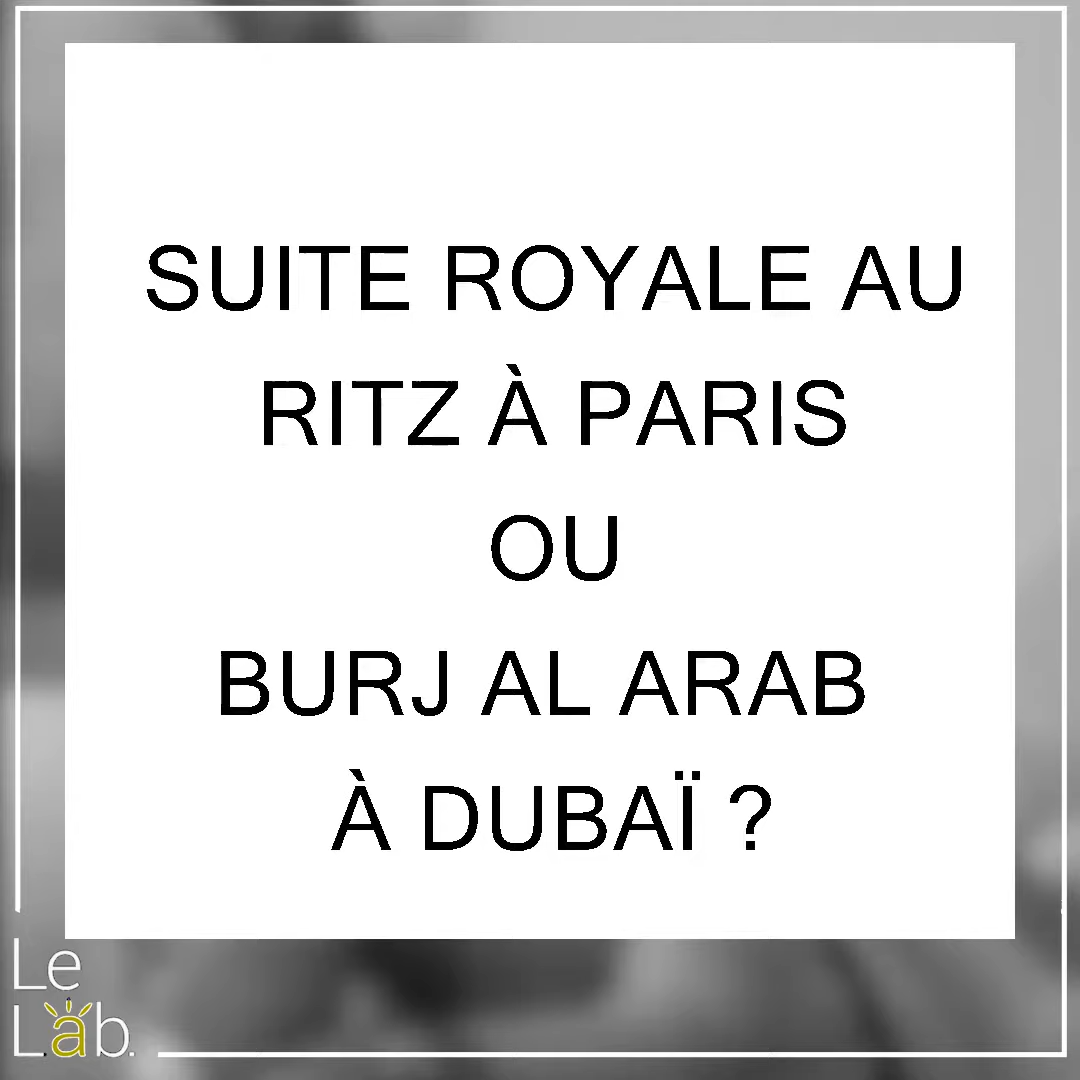 SUITE ROYALE AU
RITZ À PARIS
OU
BURJ AL ARAB
À DUBAÏ ?
Le
Lab.